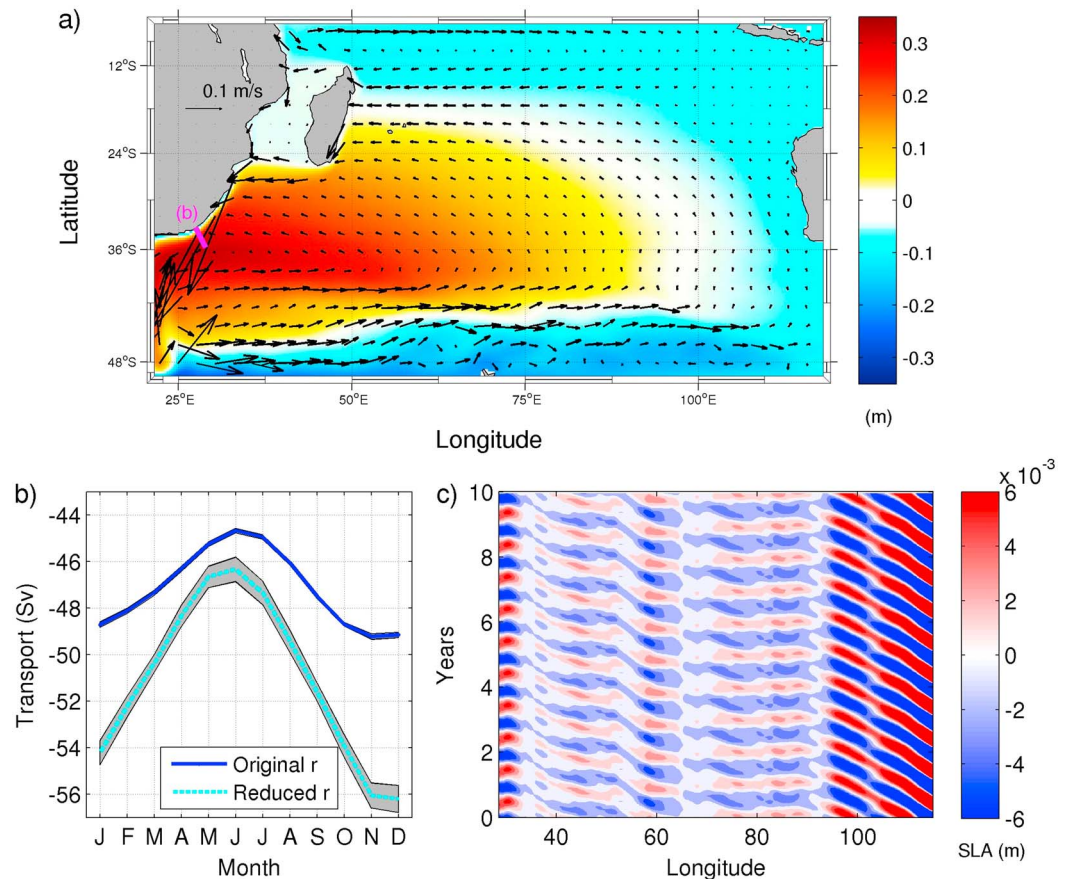 a)
0.1 m/s
(b)
Latitude
12°S
24°S
36°S
48°S
25°E
50°E
75°E
100°E
Longitude
0.3
0.2
0.1
0
-0.1
-0.2
-0.3
(m)
b)
Transport (Sv)
-44
-46
-48
-50
-52
-54
-56
Original r
Reduced r
J F M A M J J A S O N D
Month
c)
Years
10
8
6
4
2
0
40 60 80 100
Longitude
x 10-3
6
4
2
0
-2
-4
-6
SLA (m)